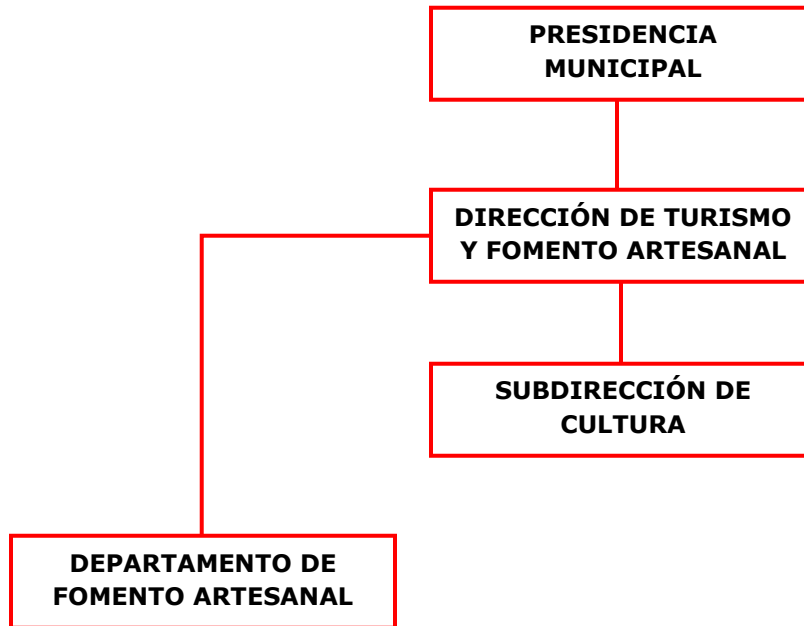 PRESIDENCIA
MUNICIPAL
DIRECCIÓN DE TURISMO
Y FOMENTO ARTESANAL
SUBDIRECCIÓN DE
CULTURA
DEPARTAMENTO DE
FOMENTO ARTESANAL